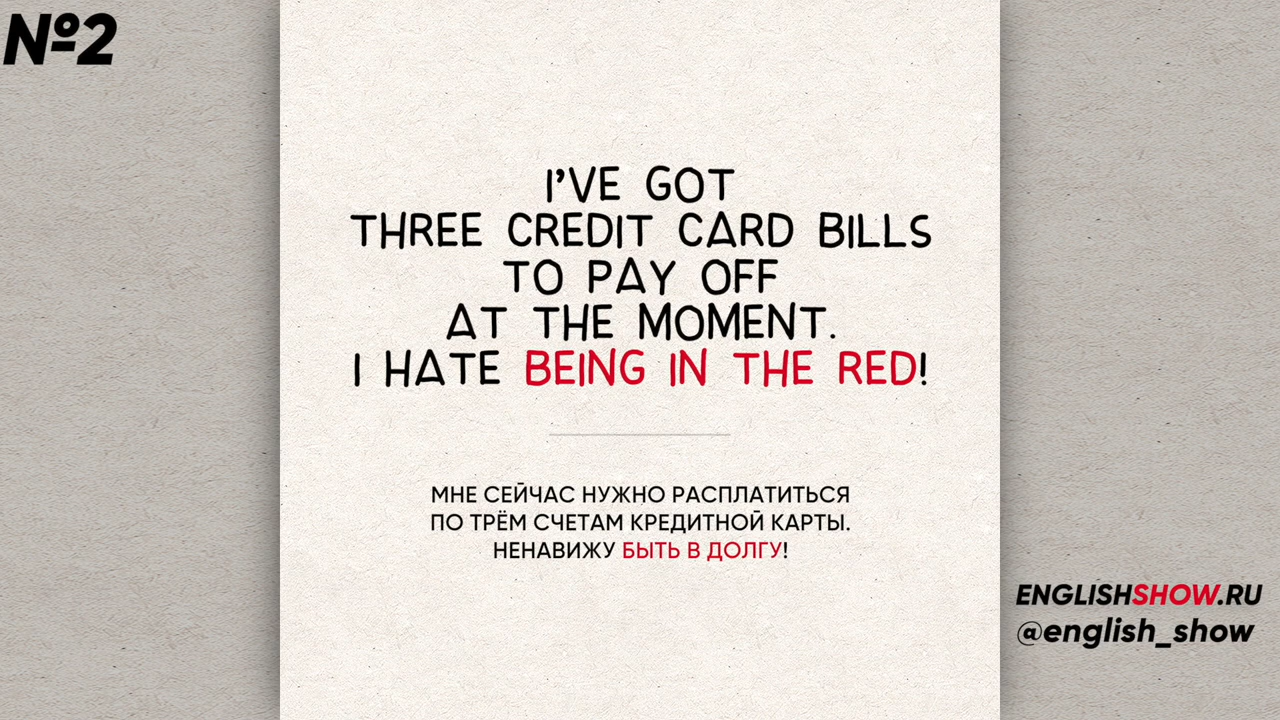 №2
I'VE GOT
THREE CREDIT CARD BILLS
TO PAY OFF
AT THE MOMENT.
I HATE BEING IN THE RED!
МНЕ СЕЙЧАС НУЖНО РАСПЛАТИТЬСЯ
ПО ТРЁМ СЧЕТАМ КРЕДИТНОЙ КАРТЫ.
НЕНАВИЖУ БЫТЬ В ДОЛГУ!
ENGLISHSHOW.RU
@english_show